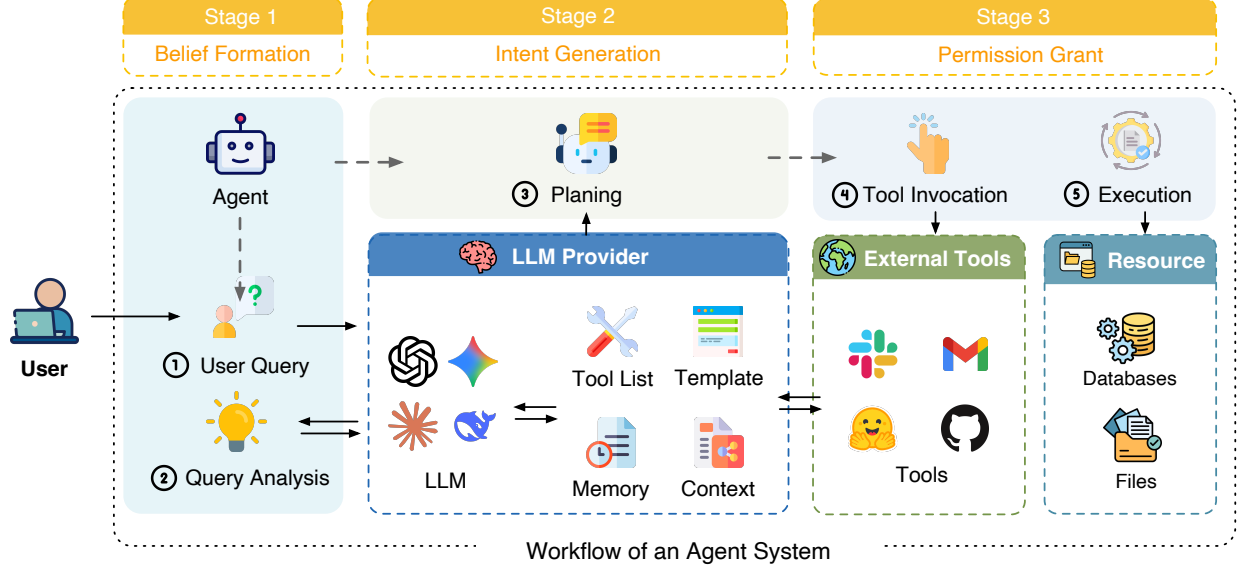 Stage 1
Belief Formation
Stage 2
Intent Generation
Stage 3
Permission Grant
Agent
3 Planing
4 Tool Invocation
5 Execution
LLM Provider
External Tools
Resource
User
1 User Query
2 Query Analysis
?
Tool List
Template
LLM
Memory
Context
Tools
Databases
Files
Workflow of an Agent System